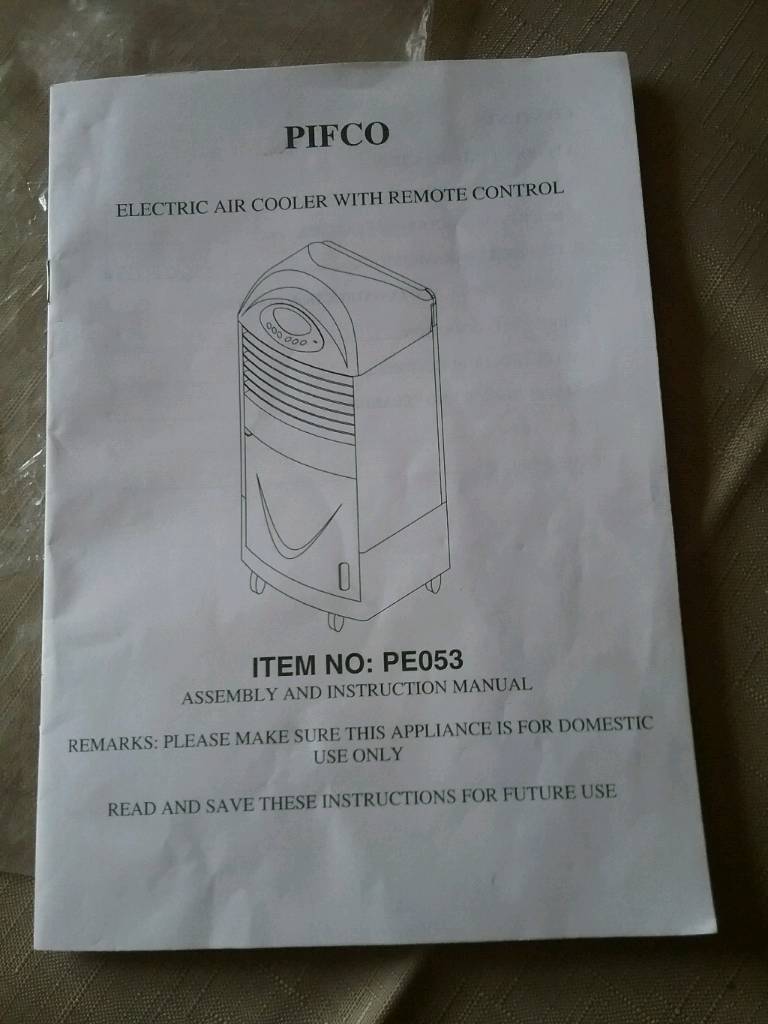 PIFCO
ELECTRIC AIR COOLER WITH REMOTE CONTROL
ITEM NO: PE053
ASSEMBLY AND INSTRUCTION MANUAL
REMARKS: PLEASE MAKE SURE THIS APPLIANCE IS FOR DOMESTIC
USE ONLY
READ AND SAVE THESE INSTRUCTIONS FOR FUTURE USE